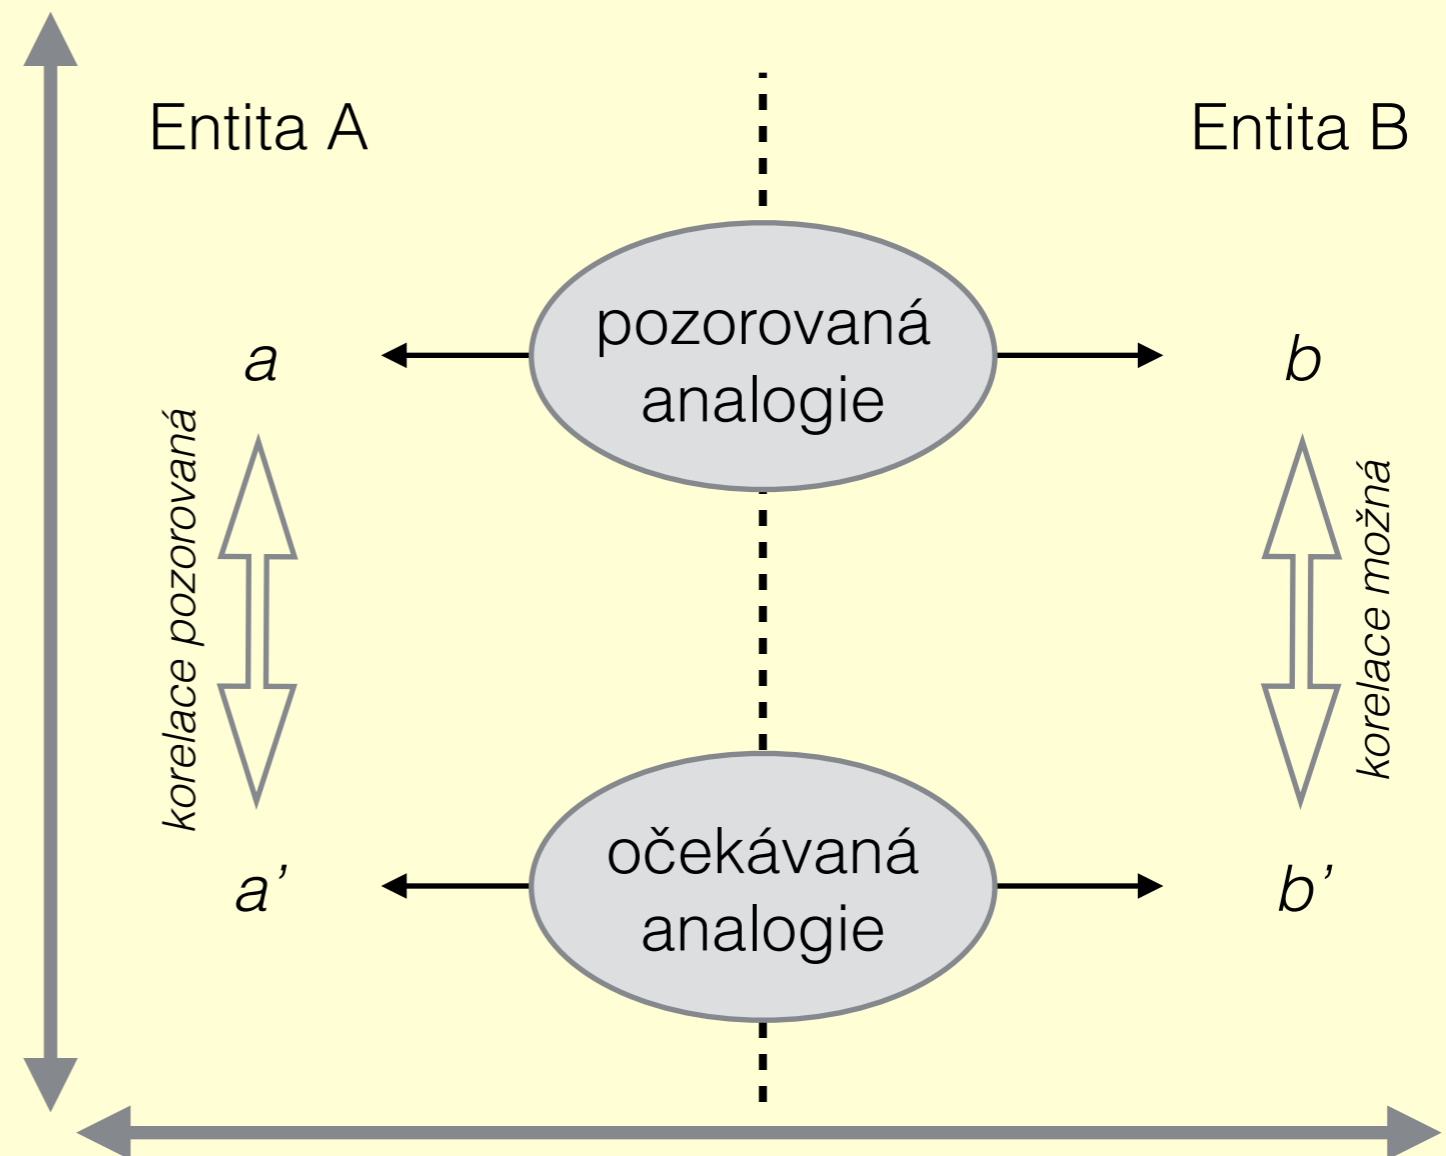 Entita A
Entita B
pozorovaná
analogie
a
b
korelace pozorovaná
korelace možná
očekávaná
analogie
a’
b’